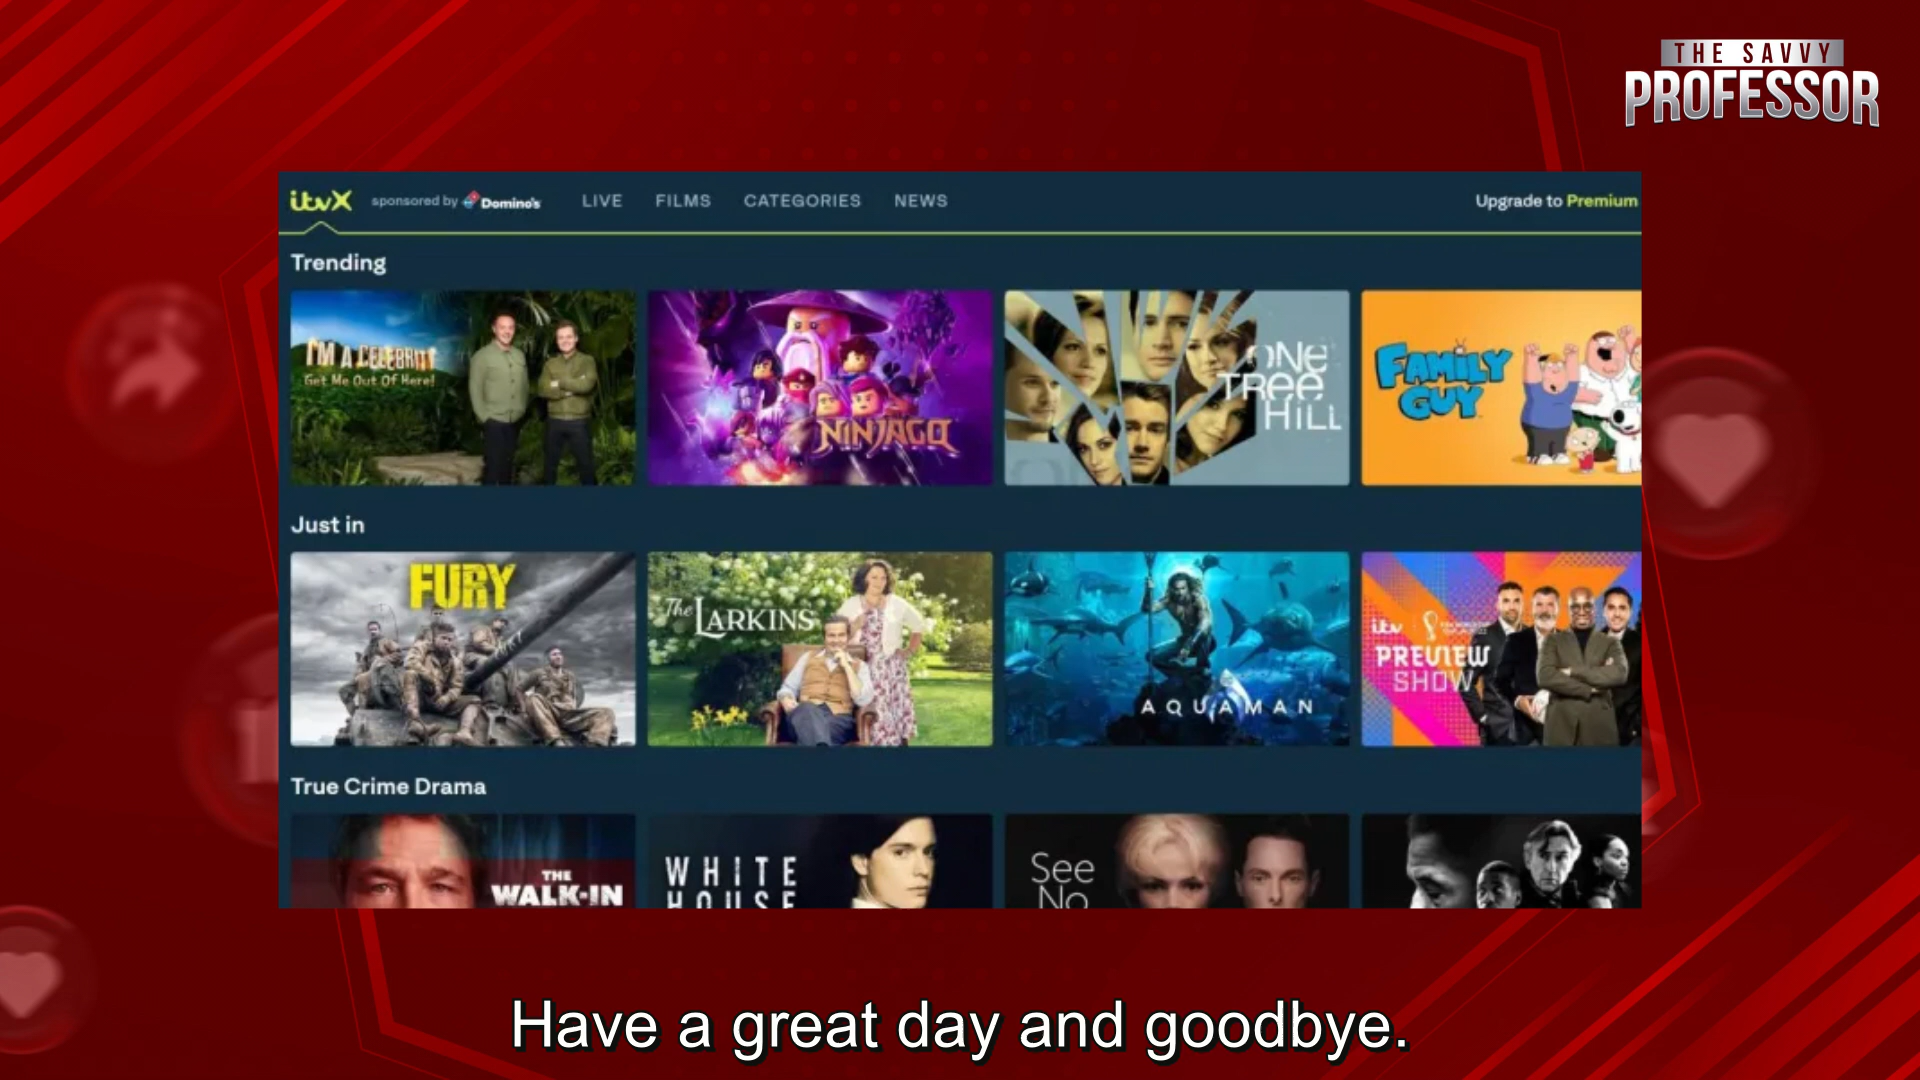 THE SAVVY
PROFESSOR
itvX sponsored by Domino's LIVE FILMS CATEGORIES NEWS Upgrade to Premium
Trending
I'M A CELEBRITY
Get Me Out Of Here!
NINJAGO
ONE
TREE
HILL
FAMILY
GUY
Just in
FURY
The LARKINS
AQUAMAN
itv
PREVIEW
SHOW
True Crime Drama
THE
WALK-IN
WHITE
HOUSE
See
No
Have a great day and goodbye.